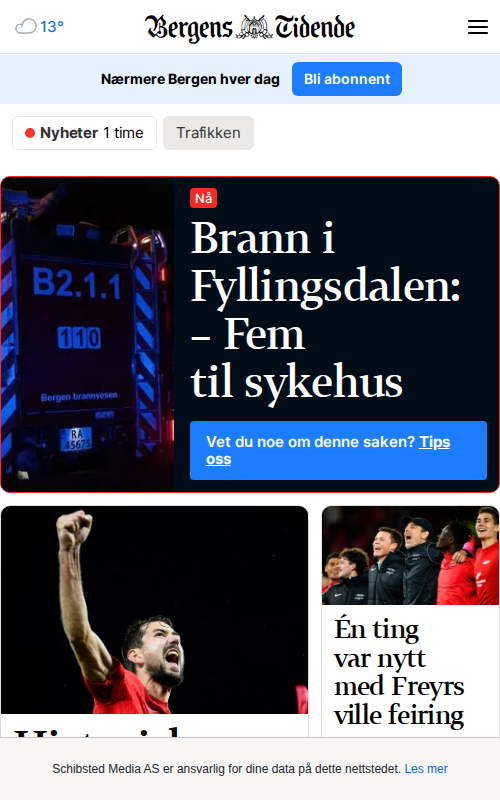 13°
Bergens Tidende
Nærmere Bergen hver dag
Bli abonnent
Nyheter 1 time
Trafikken
B2.1.1
110
Bergen brannvesen
RA
45675
Nå
Brann i
Fyllingsdalen:
– Fem
til sykehus
Vet du noe om denne saken? Tips
oss
Én ting
var nytt
med Freyrs
ville feiring
Schibsted Media AS er ansvarlig for dine data på dette nettstedet. Les mer